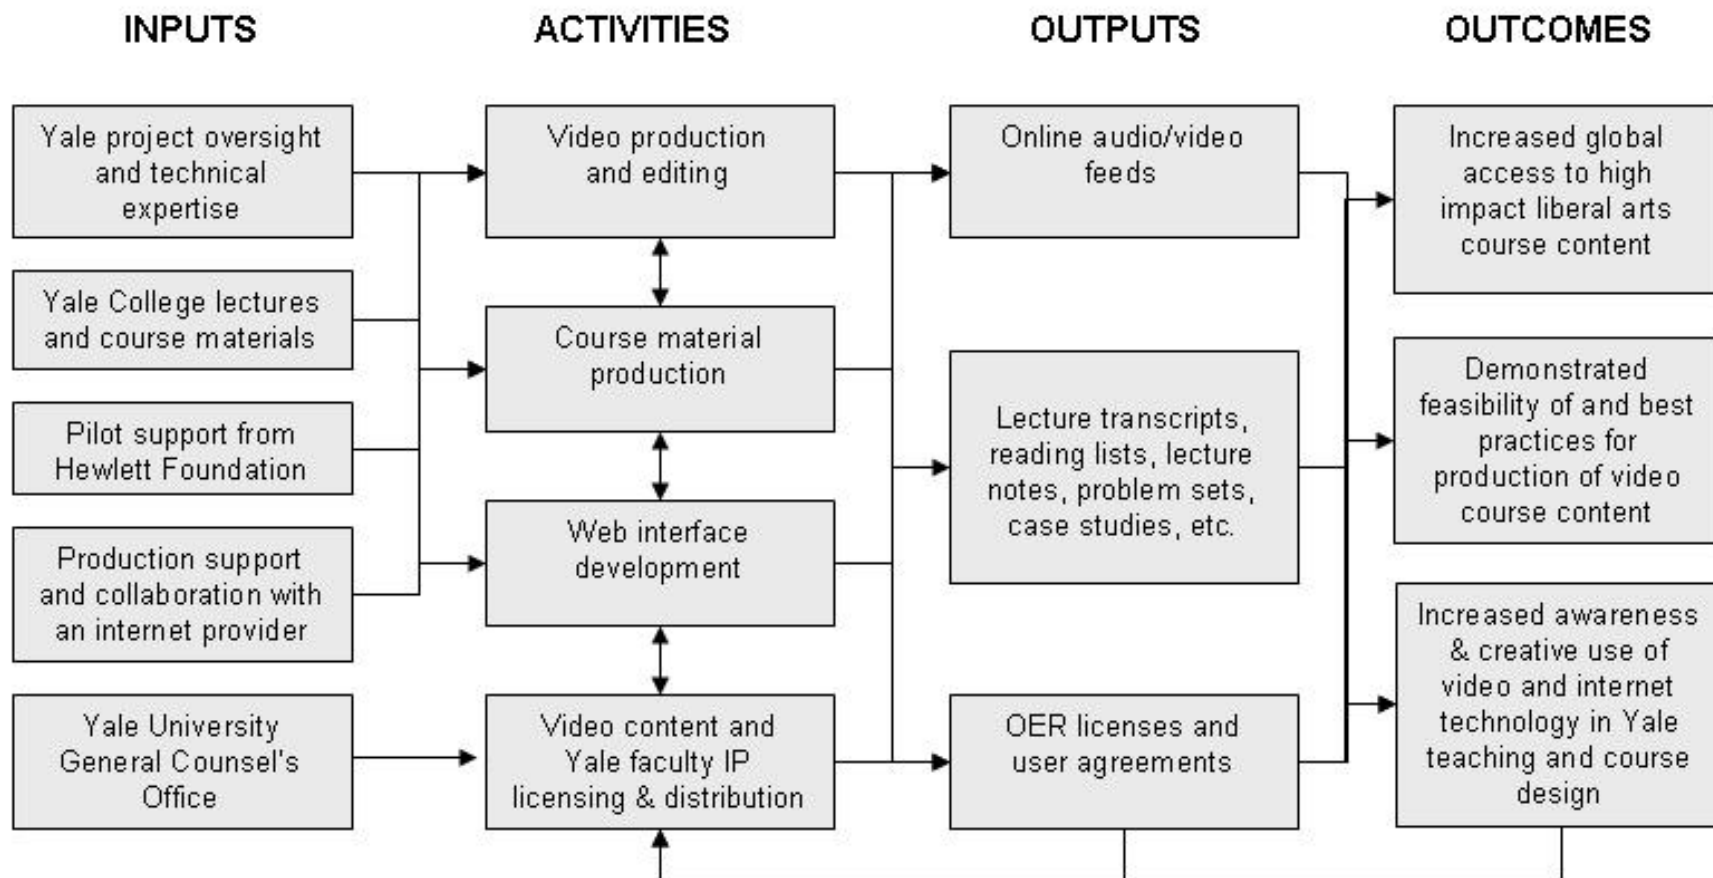 INPUTS
ACTIVITIES
OUTPUTS
OUTCOMES
Yale project oversight
and technical
expertise
Yale College lectures
and course materials
Pilot support from
Hewlett Foundation
Production support
and collaboration with
an internet provider
Yale University
General Counsel's
Office
Video production
and editing
Course material
production
Web interface
development
Video content and
Yale faculty IP
licensing & distribution
Online audio/video
feeds
Lecture transcripts,
reading lists, lecture
notes, problem sets,
case studies, etc.
OER licenses and
user agreements
Increased global
access to high
impact liberal arts
course content
Demonstrated
feasibility of and best
practices for
production of video
course content
Increased awareness
& creative use of
video and internet
technology in Yale
teaching and course
design